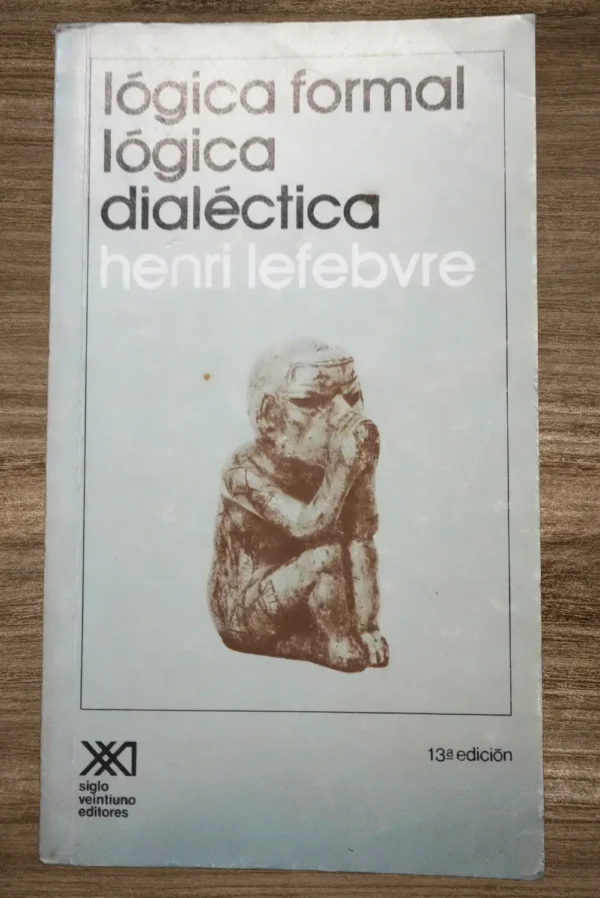 lógica formal
lógica
dialéctica
henri lefebvre
13ª edición
siglo
veintiuno
editores